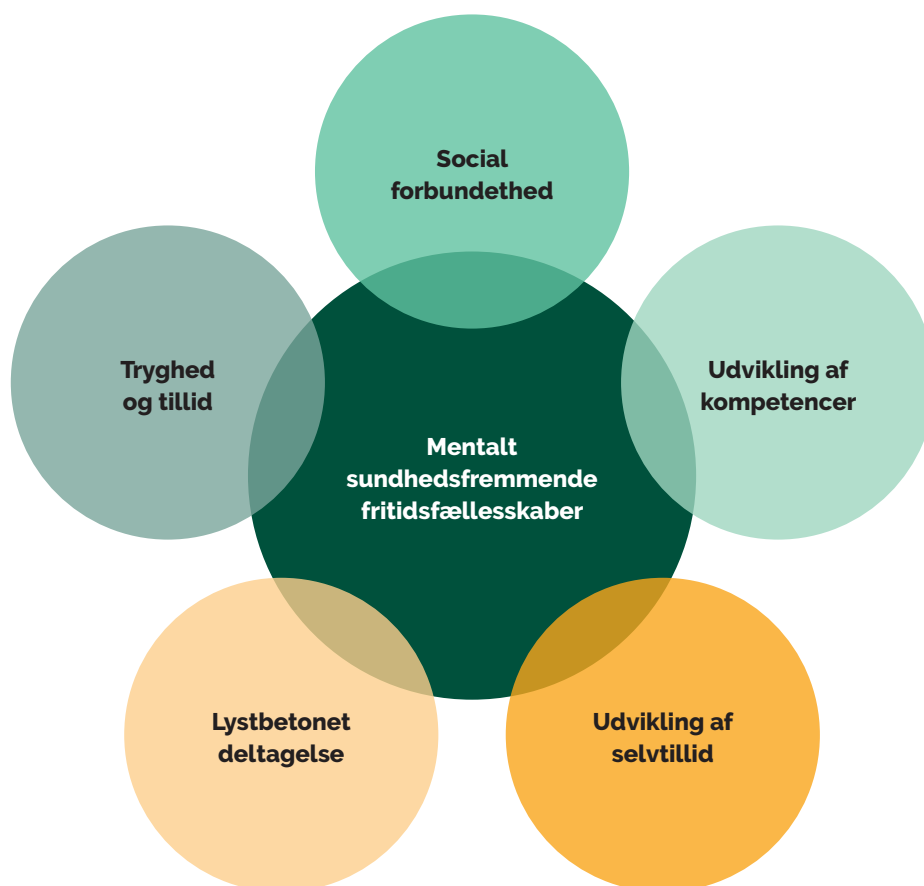 Social
forbundethed
Tryghed
og tillid
Udvikling af
kompetencer
Mentalt
sundhedsfremmende
fritidsfællesskaber
Lystbetonet
deltagelse
Udvikling af
selvtillid